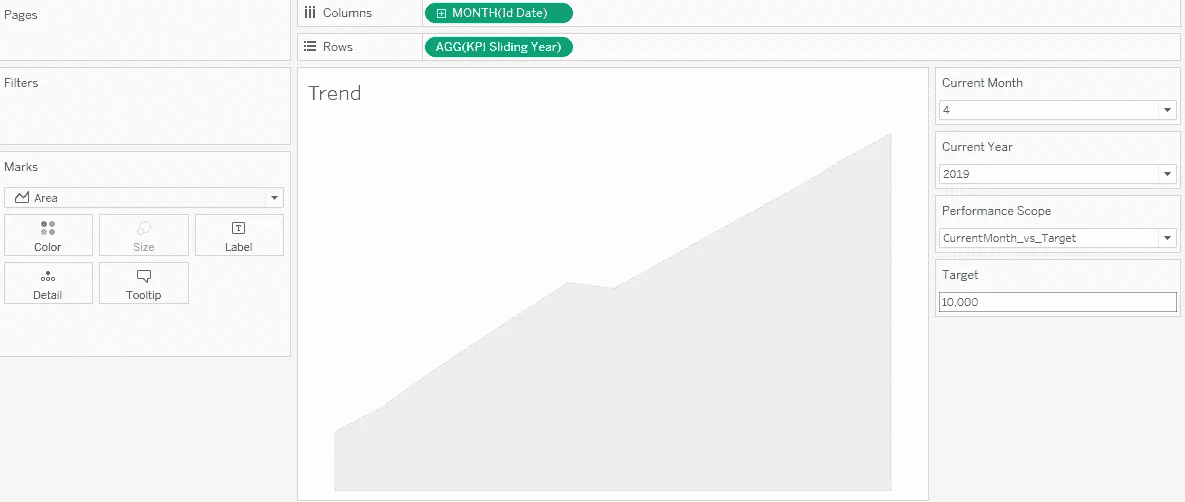 Pages
Columns
MONTH(Id Date)
Rows
AGG(KPI Sliding Year)
Filters
Marks
Area
Color
Size
Label
Detail
Tooltip
Trend
Current Month
4
Current Year
2019
Performance Scope
CurrentMonth_vs_Target
Target
10,000